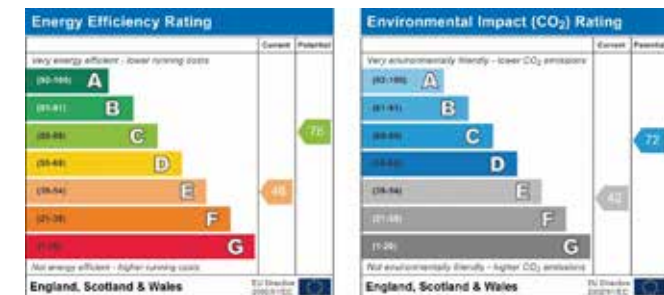 Energy Efficiency Rating
Current Potential
Very energy efficient - lower running costs
(92-100) A
(81-91) B
(69-80) C
(55-68) D
(39-54) E
(21-38) F
(1-20) G
Not energy efficient - higher running costs
England, Scotland & Wales
EU Directive
2002/91/EC
Environmental Impact (CO₂) Rating
Current Potential
Very environmentally friendly - lower CO₂ emissions
(92-100) A
(81-91) B
(69-80) C
(55-68) D
(39-54) E
(21-38) F
(1-20) G
72
Not environmentally friendly - higher CO₂ emissions
England, Scotland & Wales
EU Directive
2002/91/EC